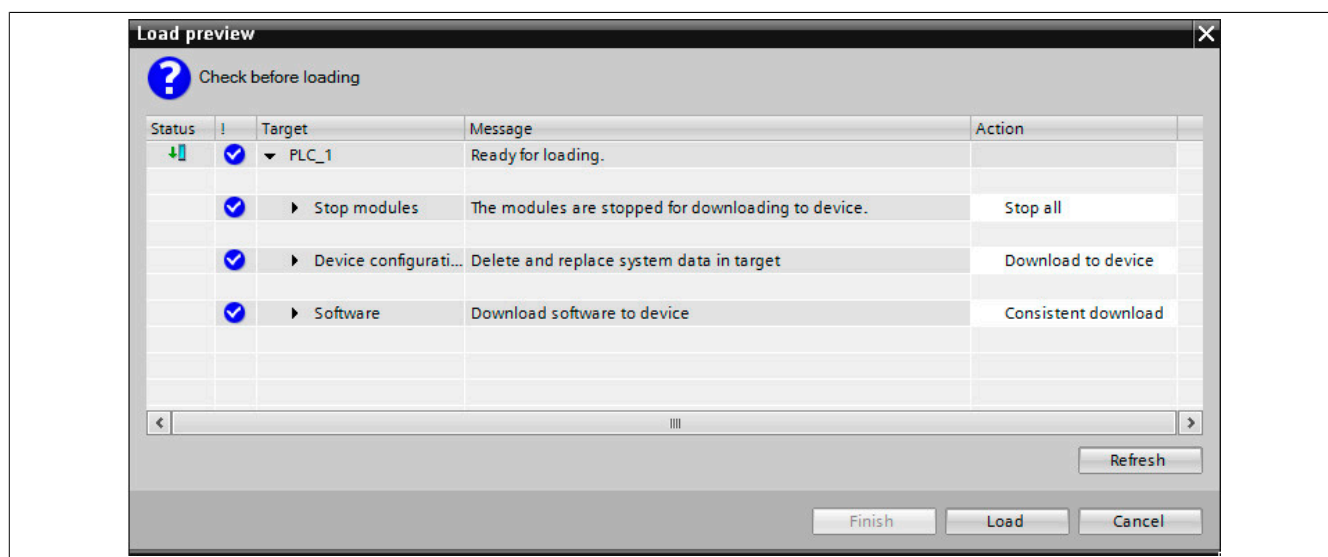 Load preview
Check before loading
Status ! Target Message Action
PLC_1 Ready for loading.
Stop modules The modules are stopped for downloading to device. Stop all
Device configurati... Delete and replace system data in target Download to device
Software Download software to device Consistent download
Refresh
Finish Load Cancel